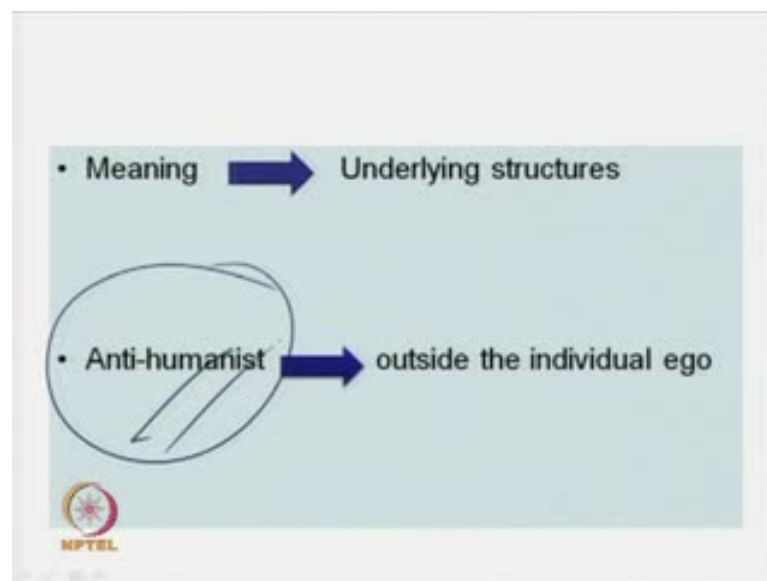 • Meaning Underlying structures
• Anti-humanist outside the individual ego
NPTEL